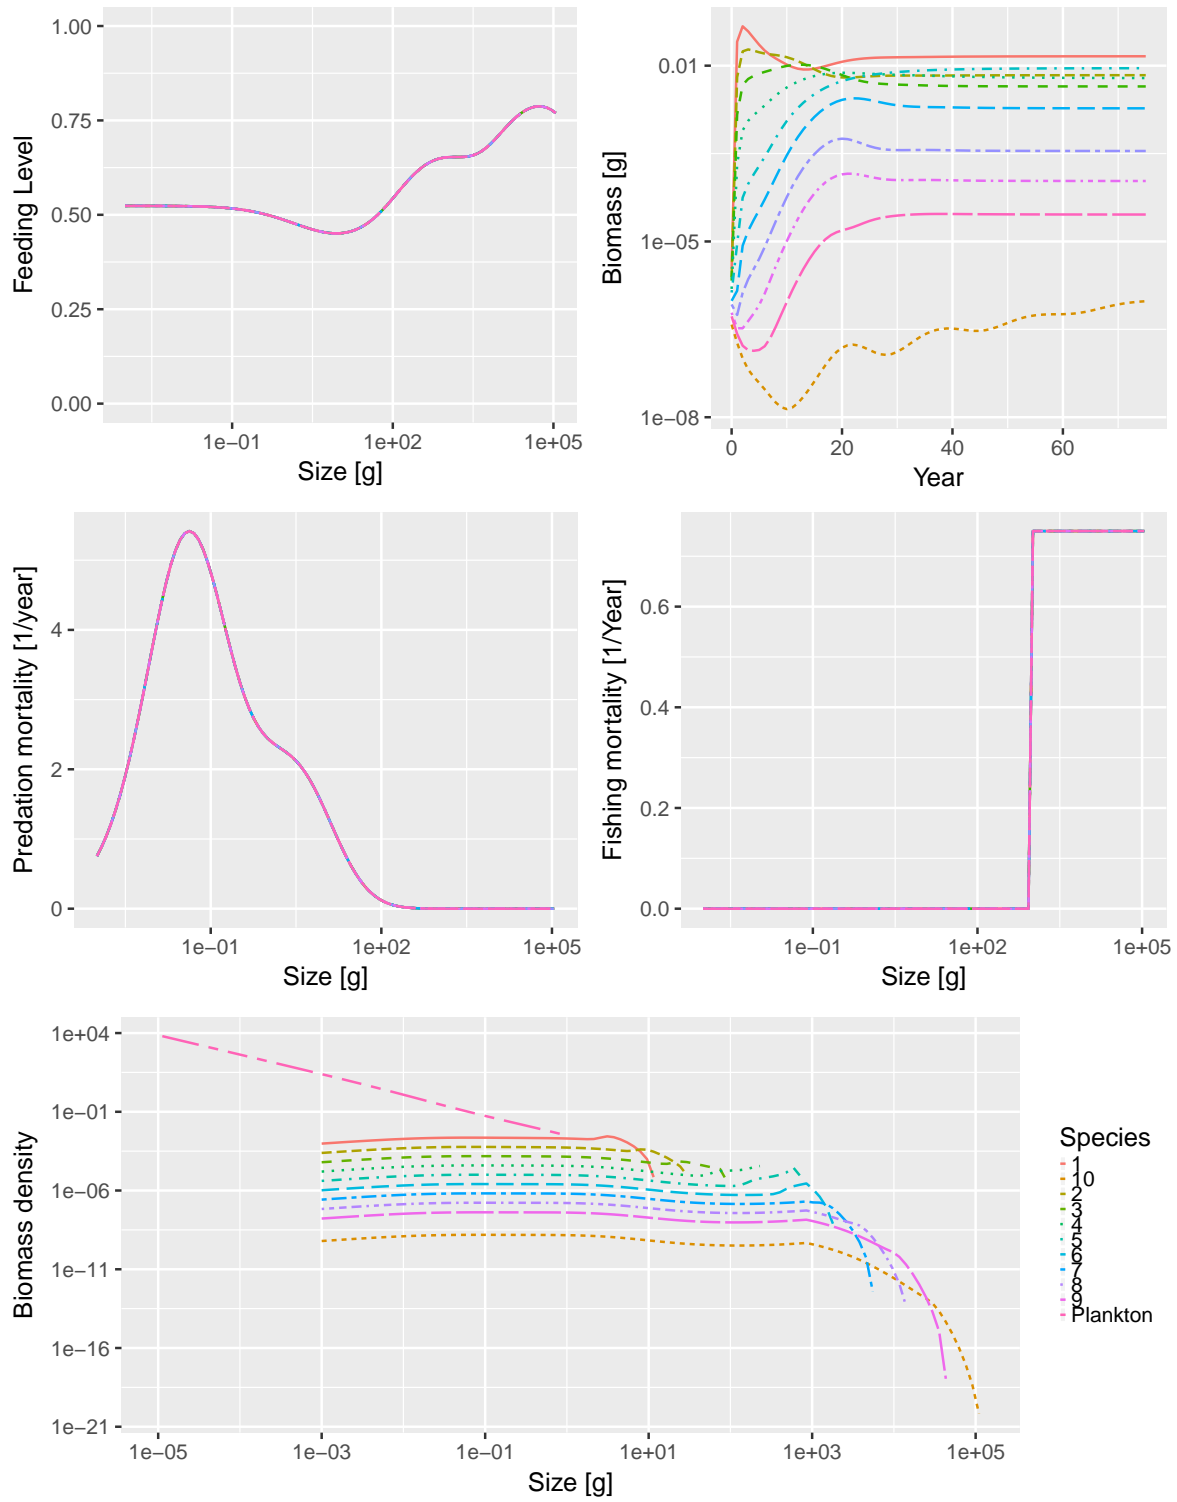 1.00
0.75
0.50
0.25
0.00
Feeding Level
1e−01
1e+02
1e+05
Size [g]
0.01
1e−05
1e−08
Biomass [g]
0
20
40
60
Year
4
2
0
Predation mortality [1/year]
1e−01
1e+02
1e+05
Size [g]
0.6
0.4
0.2
0.0
Fishing mortality [1/Year]
1e−01
1e+02
1e+05
Size [g]
1e+04
1e−01
1e−06
1e−11
1e−16
1e−21
Biomass density
1e−05
1e−03
1e−01
1e+01
1e+03
1e+05
Size [g]
Species
1
10
2
3
4
5
6
7
8
9
Plankton